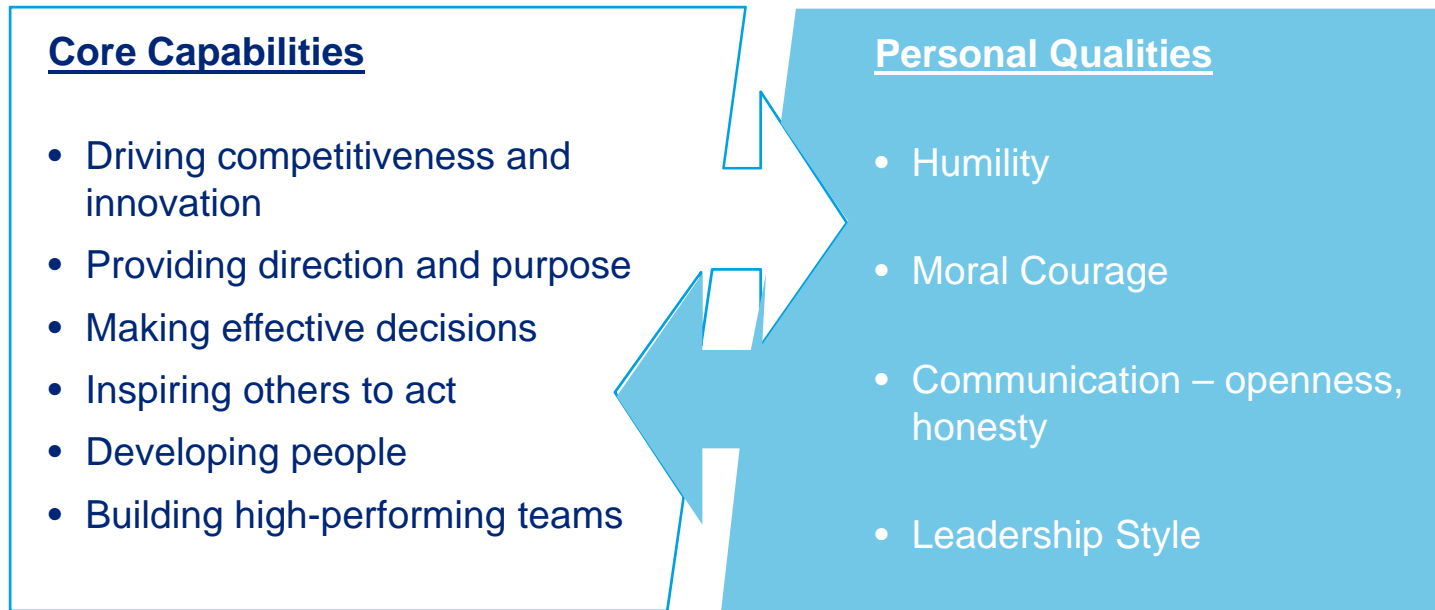 Core Capabilities
• Driving competitiveness and
innovation
• Providing direction and purpose
• Making effective decisions
• Inspiring others to act
• Developing people
• Building high-performing teams
Personal Qualities
• Humility
• Moral Courage
• Communication – openness,
honesty
• Leadership Style